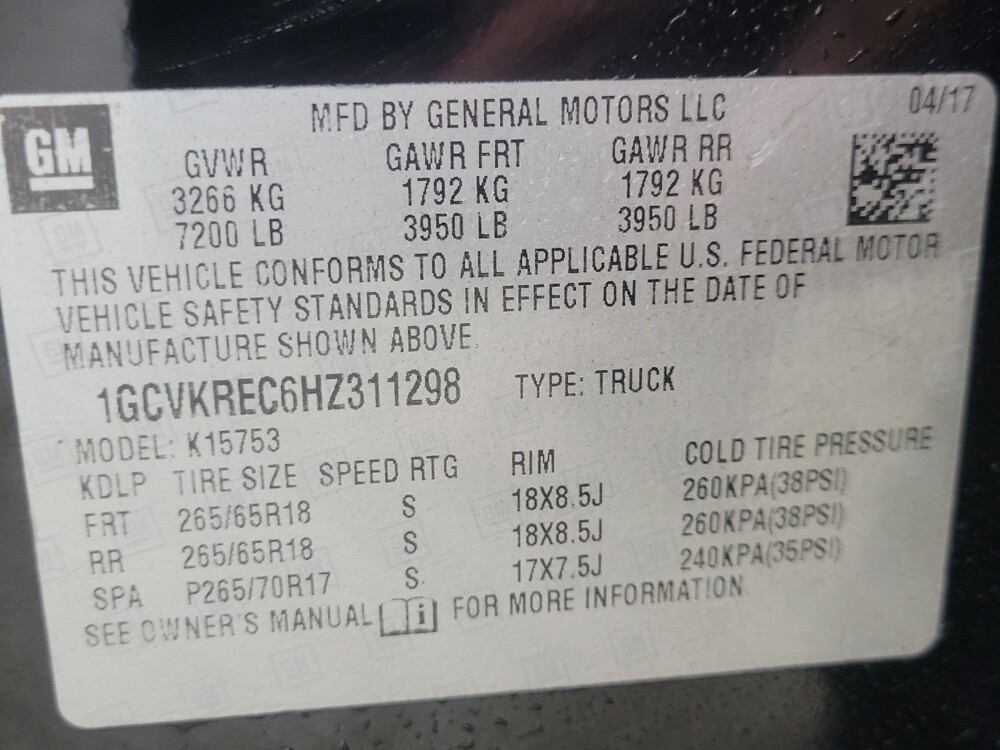 GM
MFD BY GENERAL MOTORS LLC 04/17
GVWR GAWR FRT GAWR RR
3266 KG 1792 KG 1792 KG
7200 LB 3950 LB 3950 LB
THIS VEHICLE CONFORMS TO ALL APPLICABLE U.S. FEDERAL MOTOR
VEHICLE SAFETY STANDARDS IN EFFECT ON THE DATE OF
MANUFACTURE SHOWN ABOVE.
1GCVKREC6HZ311298 TYPE: TRUCK
MODEL: K15753
KDLP TIRE SIZE SPEED RTG RIM COLD TIRE PRESSURE
FRT 265/65R18 S 18X8.5J 260KPA(38PSI)
RR 265/65R18 S 18X8.5J 260KPA(38PSI)
SPA P265/70R17 S 17X7.5J 240KPA(35PSI)
SEE OWNER'S MANUAL i FOR MORE INFORMATION.